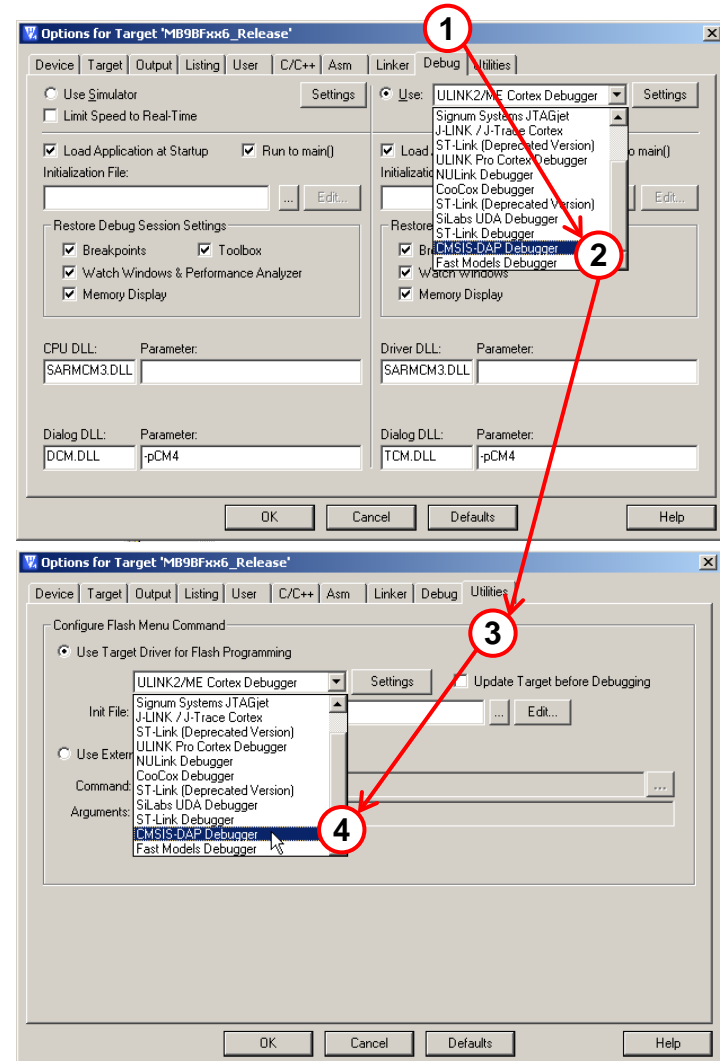 1
Options for Target 'MB9BFxx6_Release'
Device Target Output Listing User C/C++ Asm Linker Debug Utilities
Use Simulator Settings Use: ULINK2/ME Cortex Debugger Settings
Limit Speed to Real-Time
Signum Systems JTAGjet
J-LINK / J-Trace Cortex
ST-Link (Deprecated Version)
ULINK Pro Cortex Debugger
NULink Debugger
CooCox Debugger
ST-Link (Deprecated Version)
SiLabs UDA Debugger
ST-Link Debugger
CMSIS-DAP Debugger
Fast Models Debugger
2
Load Application at Startup Run to main() Load main()
Initialization File:
... Edit... Edit...
Restore Debug Session Settings Restore
Breakpoints Toolbox
Watch Windows & Performance Analyzer Watch Windows
Memory Display Memory Display
CPU DLL: Parameter: Driver DLL: Parameter:
SARMCM3.DLL SARMCM3.DLL
Dialog DLL: Parameter: Dialog DLL: Parameter:
DCM.DLL -pCM4 TCM.DLL -pCM4
OK Cancel Defaults Help
Options for Target 'MB9BFxx6_Release'
Device Target Output Listing User C/C++ Asm Linker Debug Utilities
Configure Flash Menu Command
3
Use Target Driver for Flash Programming
ULINK2/ME Cortex Debugger Settings Update Target before Debugging
Init File: ... Edit...
Signum Systems JTAGjet
J-LINK / J-Trace Cortex
ST-Link (Deprecated Version)
ULINK Pro Cortex Debugger
NULink Debugger
CooCox Debugger
ST-Link (Deprecated Version)
SiLabs UDA Debugger
ST-Link Debugger
CMSIS-DAP Debugger
Fast Models Debugger
4
Use
Command: ...
Arguments:
OK Cancel Defaults Help